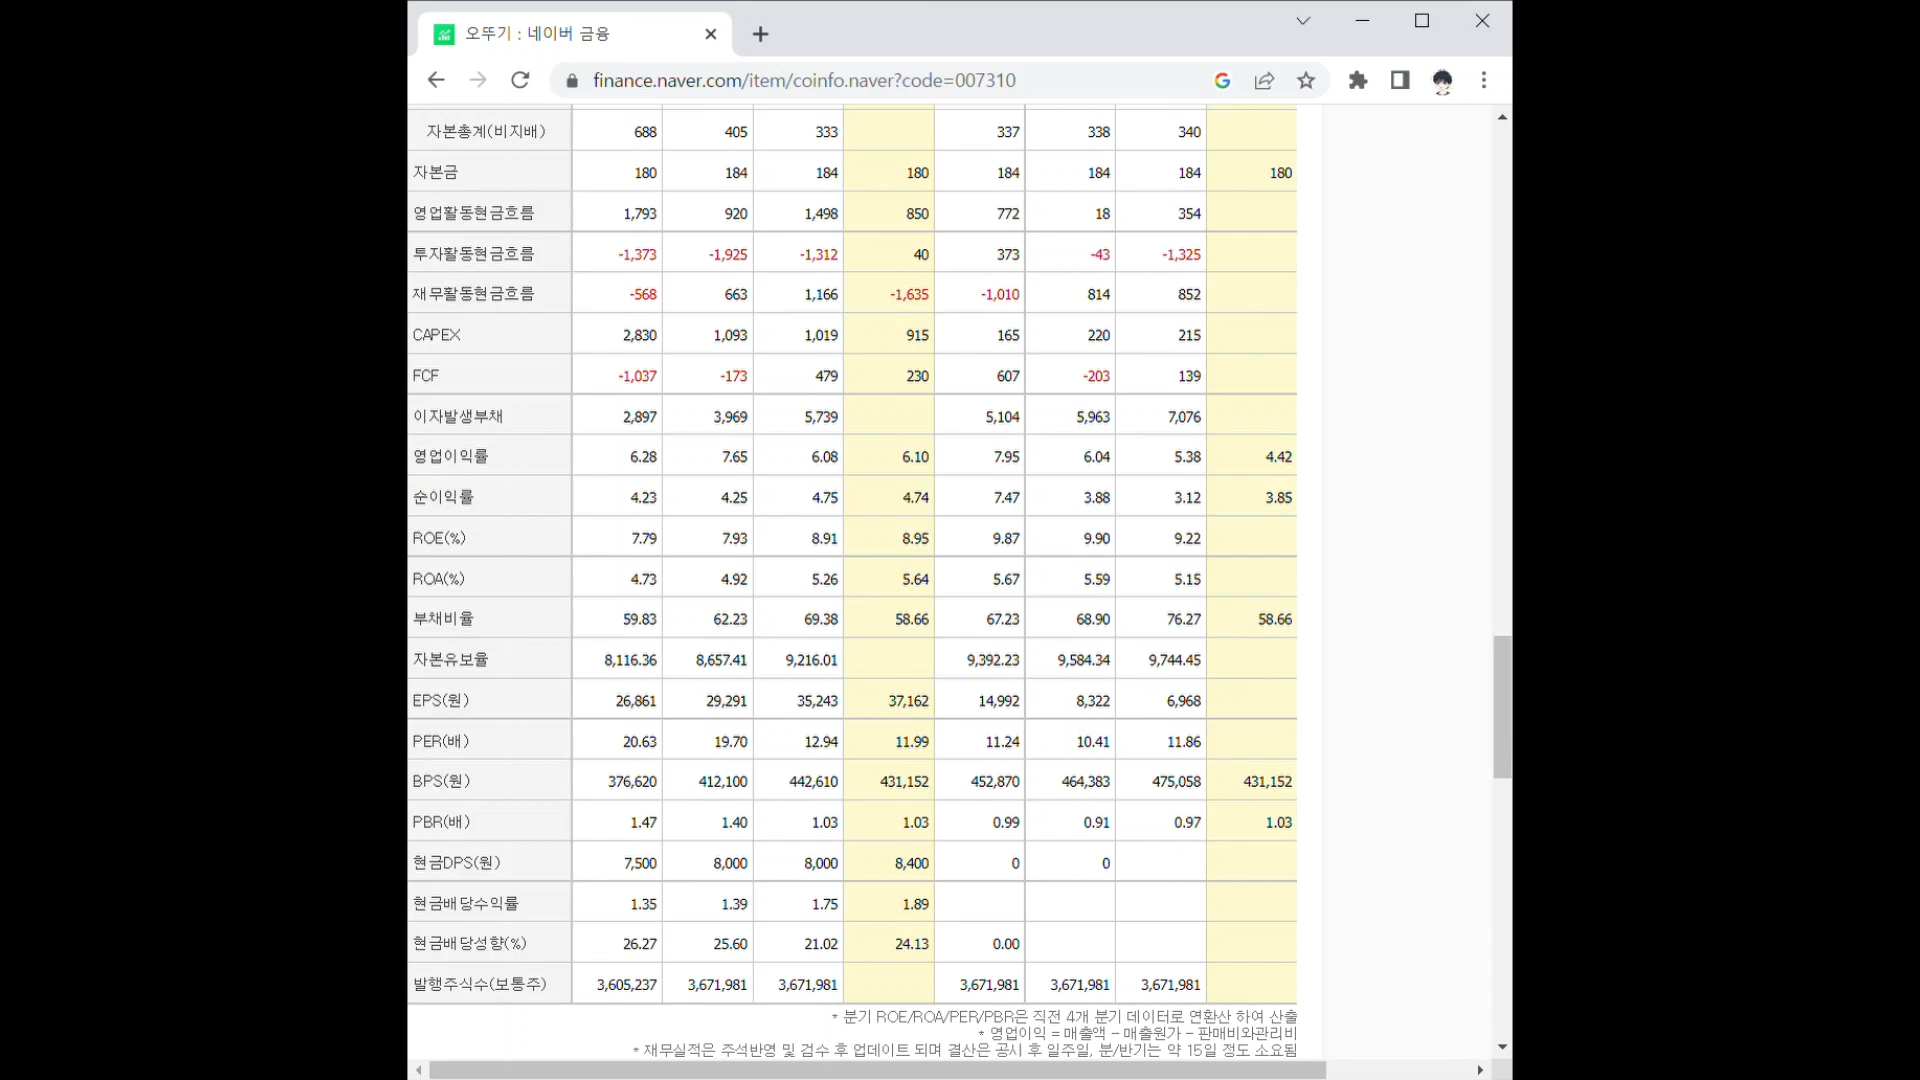 오뚜기 : 네이버 금융
finance.naver.com/item/coinfo.naver?code=007310
자본총계(비지배) 688 405 333 337 338 340
자본금 180 184 184 180 184 184 184 180
영업활동현금흐름 1,793 920 1,498 850 772 18 354
투자활동현금흐름 -1,373 -1,925 -1,312 40 373 -43 -1,325
재무활동현금흐름 -568 663 1,166 -1,635 -1,010 814 852
CAPEX 2,830 1,093 1,019 915 165 220 215
FCF -1,037 -173 479 230 607 -203 139
이자발생부채 2,897 3,969 5,739 5,104 5,963 7,076
영업이익률 6.28 7.65 6.08 6.10 7.95 6.04 5.38 4.42
순이익률 4.23 4.25 4.75 4.74 7.47 3.88 3.12 3.85
ROE(%) 7.79 7.93 8.91 8.95 9.87 9.90 9.22
ROA(%) 4.73 4.92 5.26 5.64 5.67 5.59 5.15
부채비율 59.83 62.23 69.38 58.66 67.23 68.90 76.27 58.66
자본유보율 8,116.36 8,657.41 9,216.01 9,392.23 9,584.34 9,744.45
EPS(원) 26,861 29,291 35,243 37,162 14,992 8,322 6,968
PER(배) 20.63 19.70 12.94 11.99 11.24 10.41 11.86
BPS(원) 376,620 412,100 442,610 431,152 452,870 464,383 475,058 431,152
PBR(배) 1.47 1.40 1.03 1.03 0.99 0.91 0.97 1.03
현금DPS(원) 7,500 8,000 8,000 8,400 0 0
현금배당수익률 1.35 1.39 1.75 1.89
현금배당성향(%) 26.27 25.60 21.02 24.13 0.00
발행주식수(보통주) 3,605,237 3,671,981 3,671,981 3,671,981 3,671,981 3,671,981
* 분기 ROE/ROA/PER/PBR은 직전 4개 분기 데이터로 연환산 하여 산출
* 영업이익 = 매출액 - 매출원가 - 판매비와관리비
* 재무실적은 주석반영 및 검수 후 업데이트 되며 결산은 공시 후 일주일, 분/반기는 약 15일 정도 소요됨